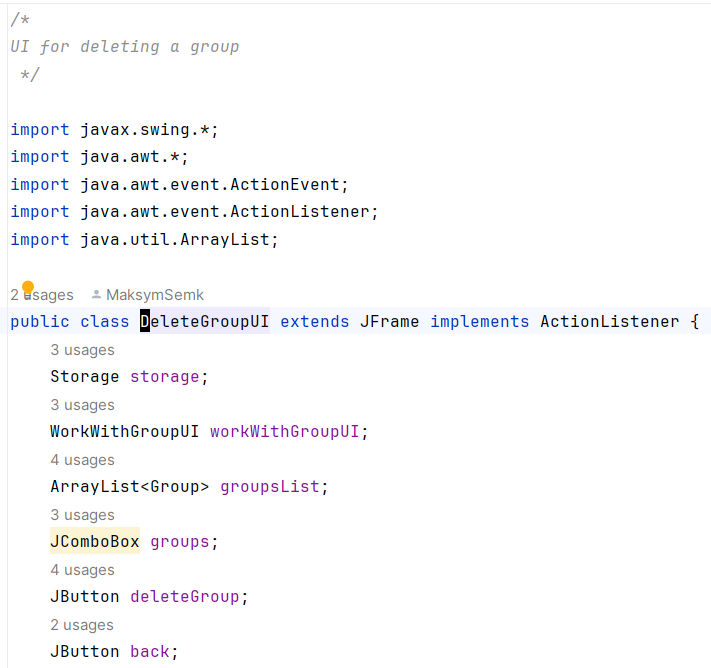 /*
UI for deleting a group
*/
import javax.swing.*;
import java.awt.*;
import java.awt.event.ActionEvent;
import java.awt.event.ActionListener;
import java.util.ArrayList;
2 usages MaksymSemk
public class DeleteGroupUI extends JFrame implements ActionListener {
3 usages
Storage storage;
3 usages
WorkWithGroupUI workWithGroupUI;
4 usages
ArrayList<Group> groupsList;
3 usages
JComboBox groups;
4 usages
JButton deleteGroup;
2 usages
JButton back;